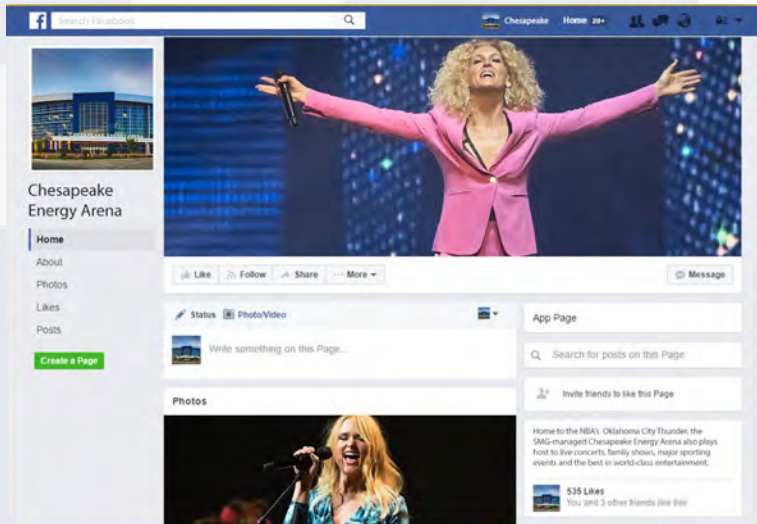 f Search Facebook Chesapeake Home 20+
CHESAPEAKE ENERGY ARENA
Chesapeake
Energy Arena
Home
About
Photos
Likes
Posts
Create a Page
Like Follow Share ... More
Message
Status Photo/Video
Write something on this Page...
Photos
App Page
Search for posts on this Page
Invite friends to like this Page
Home to the NBA's Oklahoma City Thunder, the
SMG-managed Chesapeake Energy Arena also plays
host to live concerts, family shows, major sporting
events and the best in world-class entertainment.
535 Likes
You and 3 other friends like this